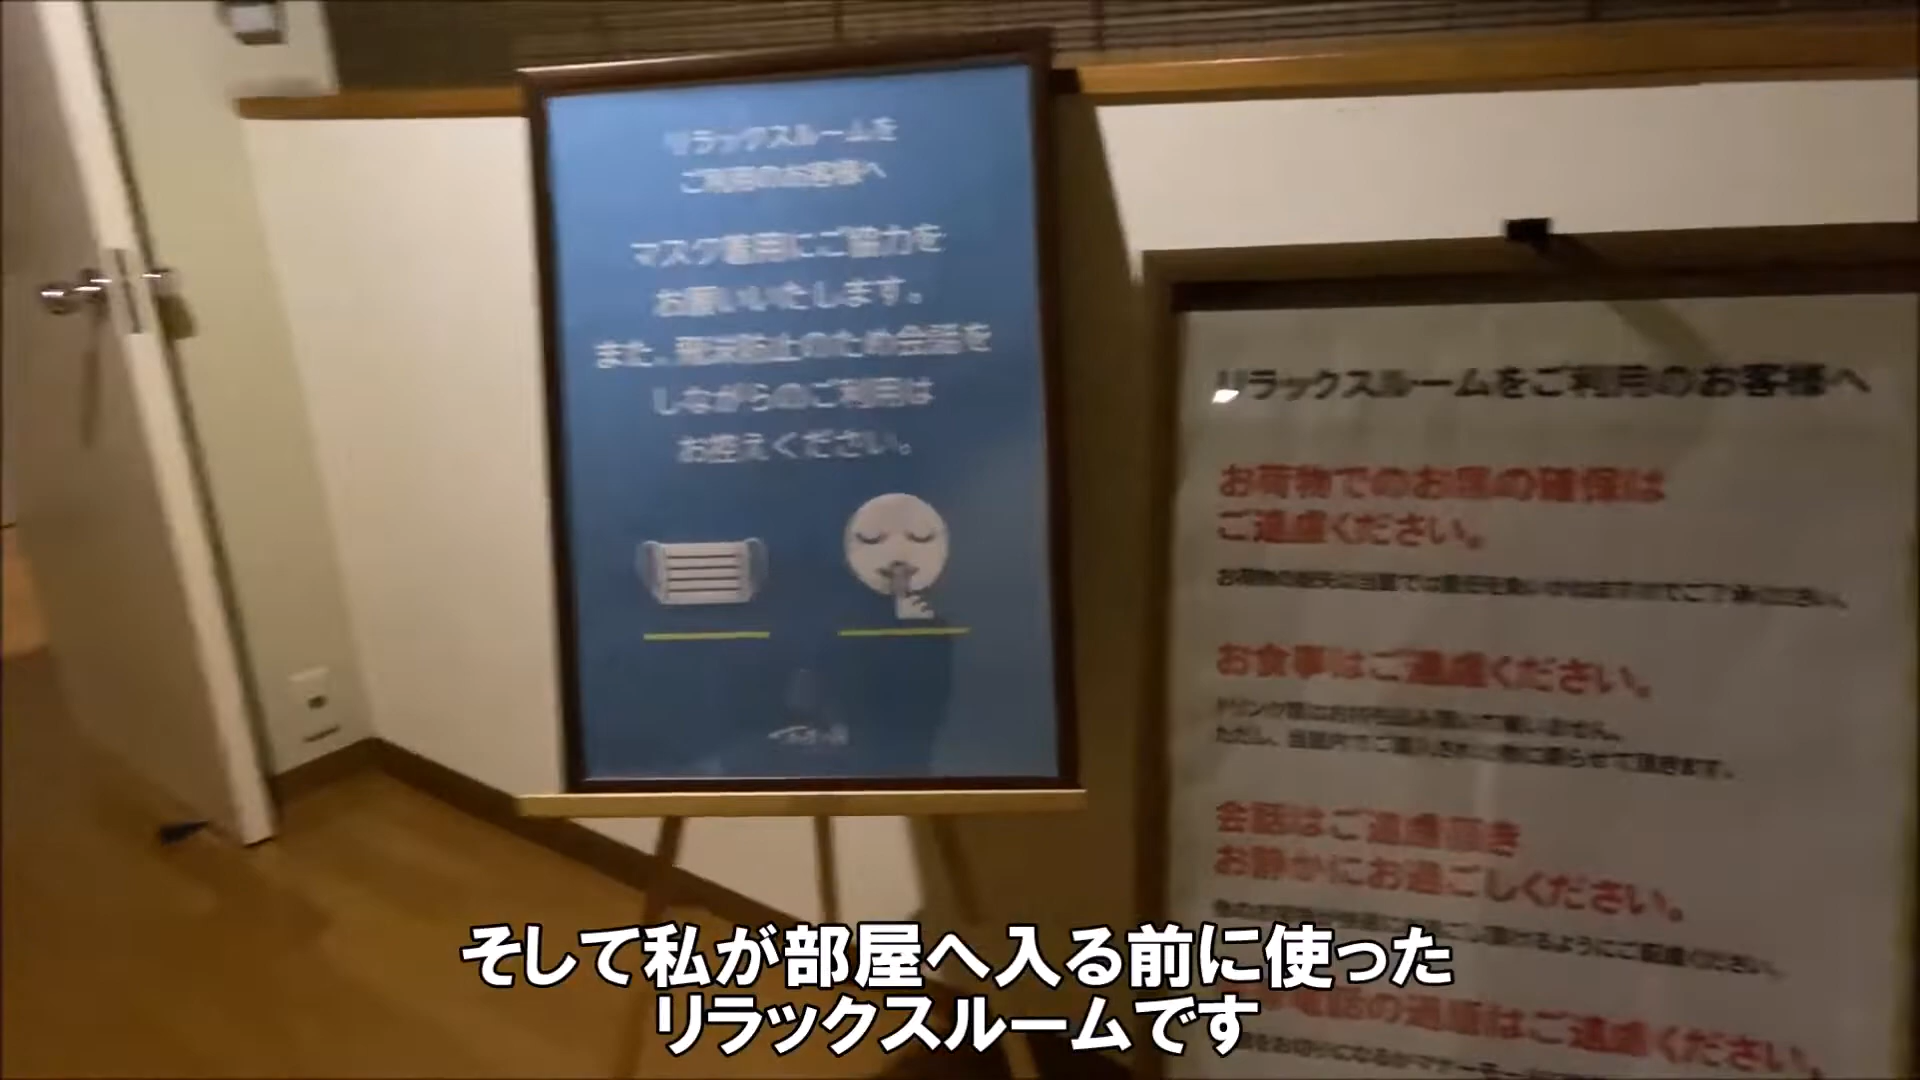 リラックスルームを
ご利用のお客様へ
マスク着用にご協力を
お願いいたします。
また、飛沫防止のため会話を
しながらのご利用は
お控えください。
リラックスルームをご利用のお客様へ
お荷物でのお席の確保は
ご遠慮ください。
お食事はご遠慮ください。
会話はご遠慮頂き
お静かにお過ごしください。
電話の通話はご遠慮ください。
そして私が部屋へ入る前に使った
リラックスルームです